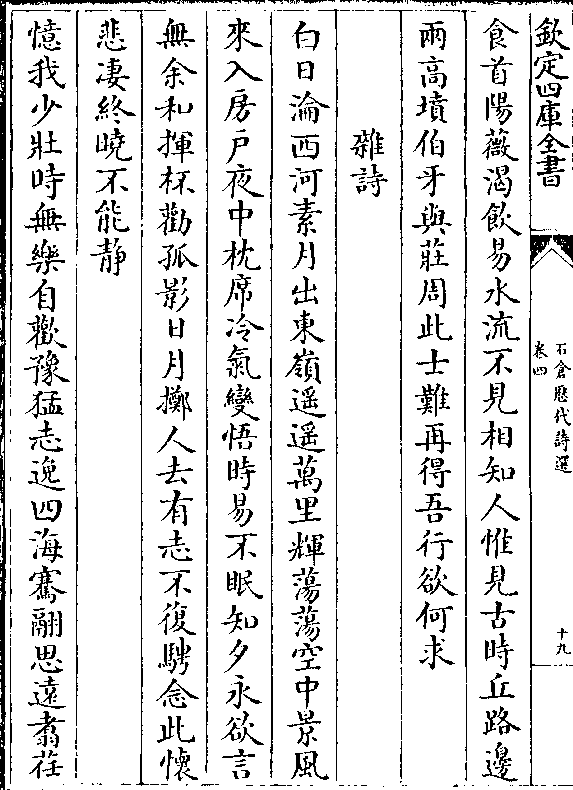 欽定四庫全書
石倉歷代詩選
卷四
十九
食首陽薇渴飲易水流不見相知人惟見古時丘路邊
兩高墳伯牙與莊周此士難再得吾行欲何求
雜詩
白日淪西河素月出東嶺遥遥萬里輝蕩蕩空中景風
來入房戶夜中枕席冷氣變悟時易不眠知夕永欲言
無余和揮杯勸孤影日月擲人去有志不復騁念此懷
悲凄終曉不能靜
憶我少壯時無樂自歡豫猛志逸四海騫翮思遠翥荏